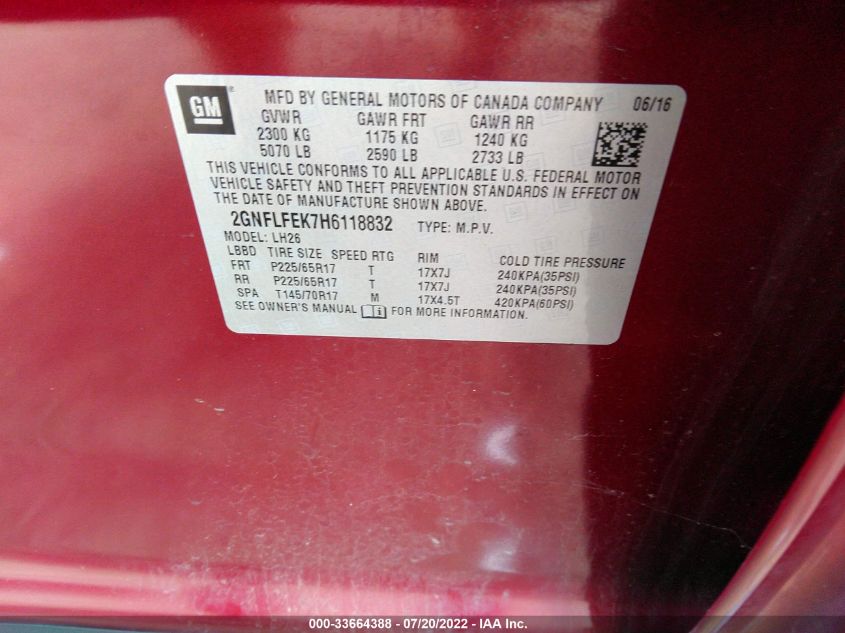 GM ® MFD BY GENERAL MOTORS OF CANADA COMPANY 06/16
GVWR GAWR FRT GAWR RR
2300 KG 1175 KG 1240 KG
5070 LB 2590 LB 2733 LB
THIS VEHICLE CONFORMS TO ALL APPLICABLE U.S. FEDERAL MOTOR
VEHICLE SAFETY AND THEFT PREVENTION STANDARDS IN EFFECT ON
THE DATE OF MANUFACTURE SHOWN ABOVE.
2GNFLFEK7H6118832 TYPE: M.P.V.
MODEL: LH26
LBBD TIRE SIZE SPEED RTG RIM COLD TIRE PRESSURE
FRT P225/65R17 T 17X7J 240KPA(35PSI)
RR P225/65R17 T 17X7J 240KPA(35PSI)
SPA T145/70R17 M 17X4.5T 420KPA(60PSI)
SEE OWNER'S MANUAL FOR MORE INFORMATION.
000-33664388 - 07/20/2022 - IAA Inc.